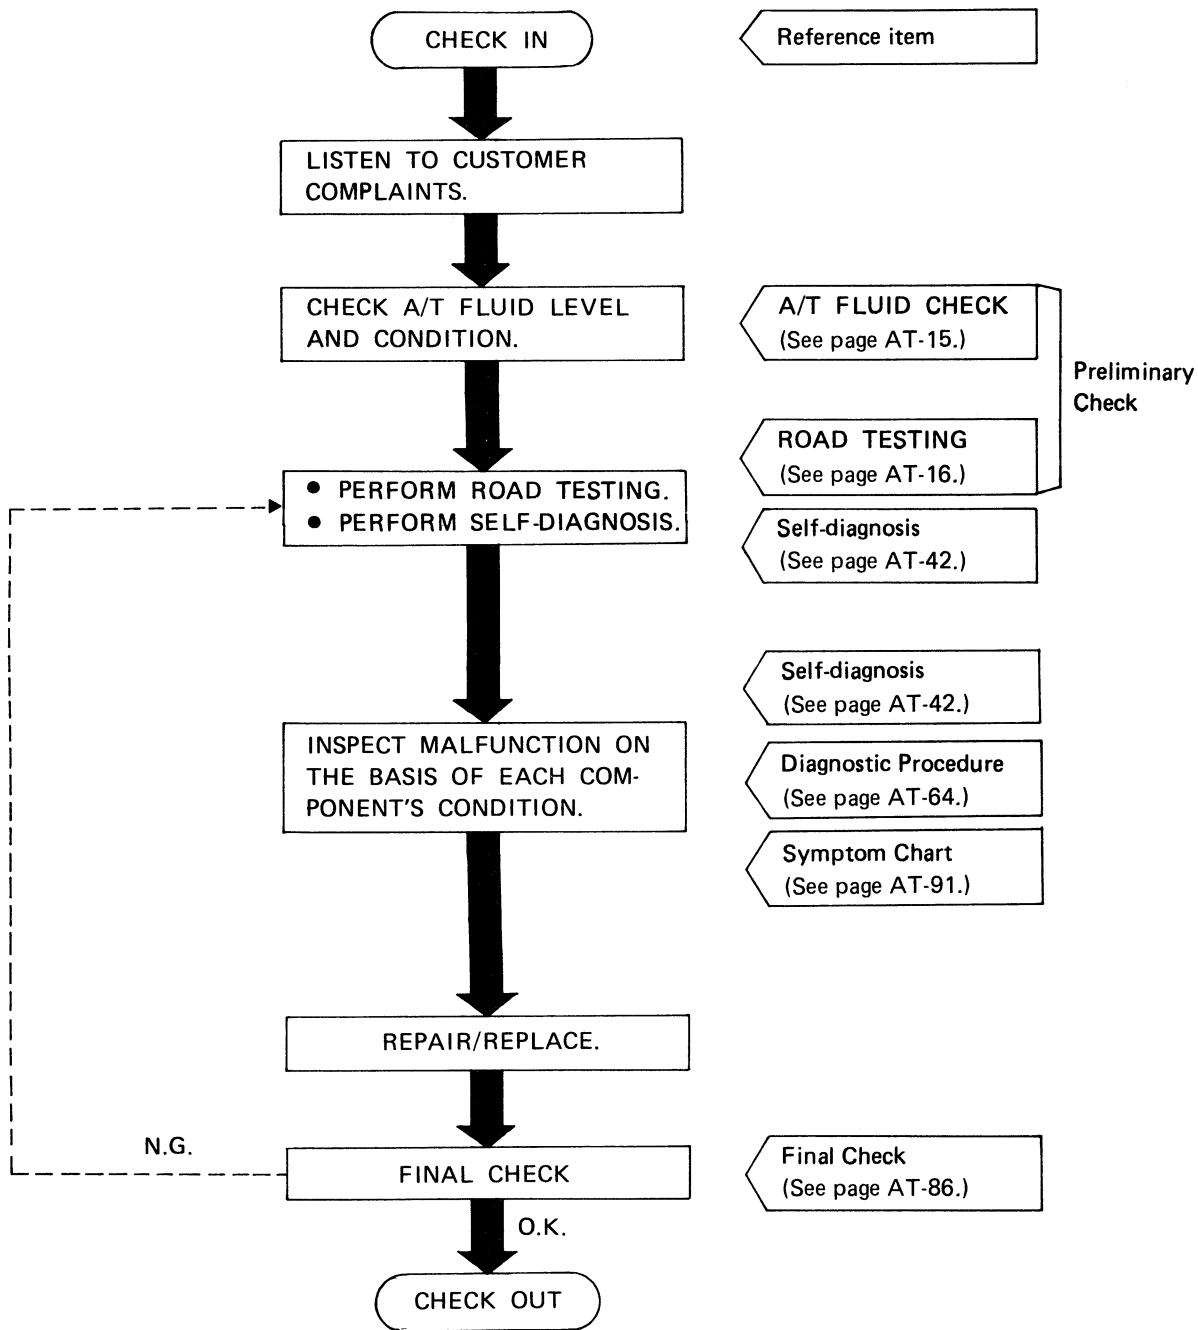 CHECK IN
Reference item
LISTEN TO CUSTOMER
COMPLAINTS.
CHECK A/T FLUID LEVEL
AND CONDITION.
A/T FLUID CHECK
(See page AT-15.)
Preliminary
Check
ROAD TESTING
(See page AT-16.)
● PERFORM ROAD TESTING.
● PERFORM SELF-DIAGNOSIS.
Self-diagnosis
(See page AT-42.)
Self-diagnosis
(See page AT-42.)
INSPECT MALFUNCTION ON
THE BASIS OF EACH COM-
PONENT'S CONDITION.
Diagnostic Procedure
(See page AT-64.)
Symptom Chart
(See page AT-91.)
REPAIR/REPLACE.
N.G.
FINAL CHECK
Final Check
(See page AT-86.)
O.K.
CHECK OUT